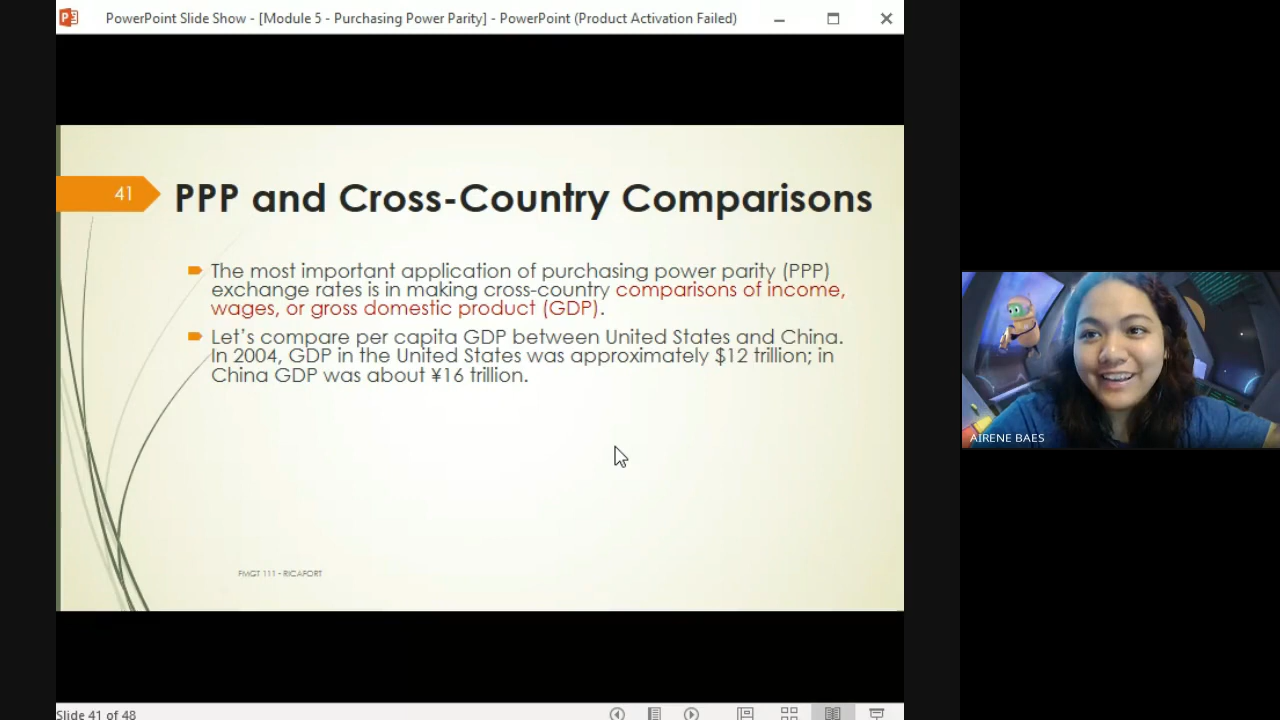 PowerPoint Slide Show - [Module 5 - Purchasing Power Parity] - PowerPoint (Product Activation Failed)
41
PPP and Cross-Country Comparisons
The most important application of purchasing power parity (PPP)
exchange rates is in making cross-country comparisons of income,
wages, or gross domestic product (GDP).
Let's compare per capita GDP between United States and China.
In 2004, GDP in the United States was approximately $12 trillion; in
China GDP was about ¥16 trillion.
FMGT 111 - RICAFORT
AIRENE BAES
Slide 41 of 48